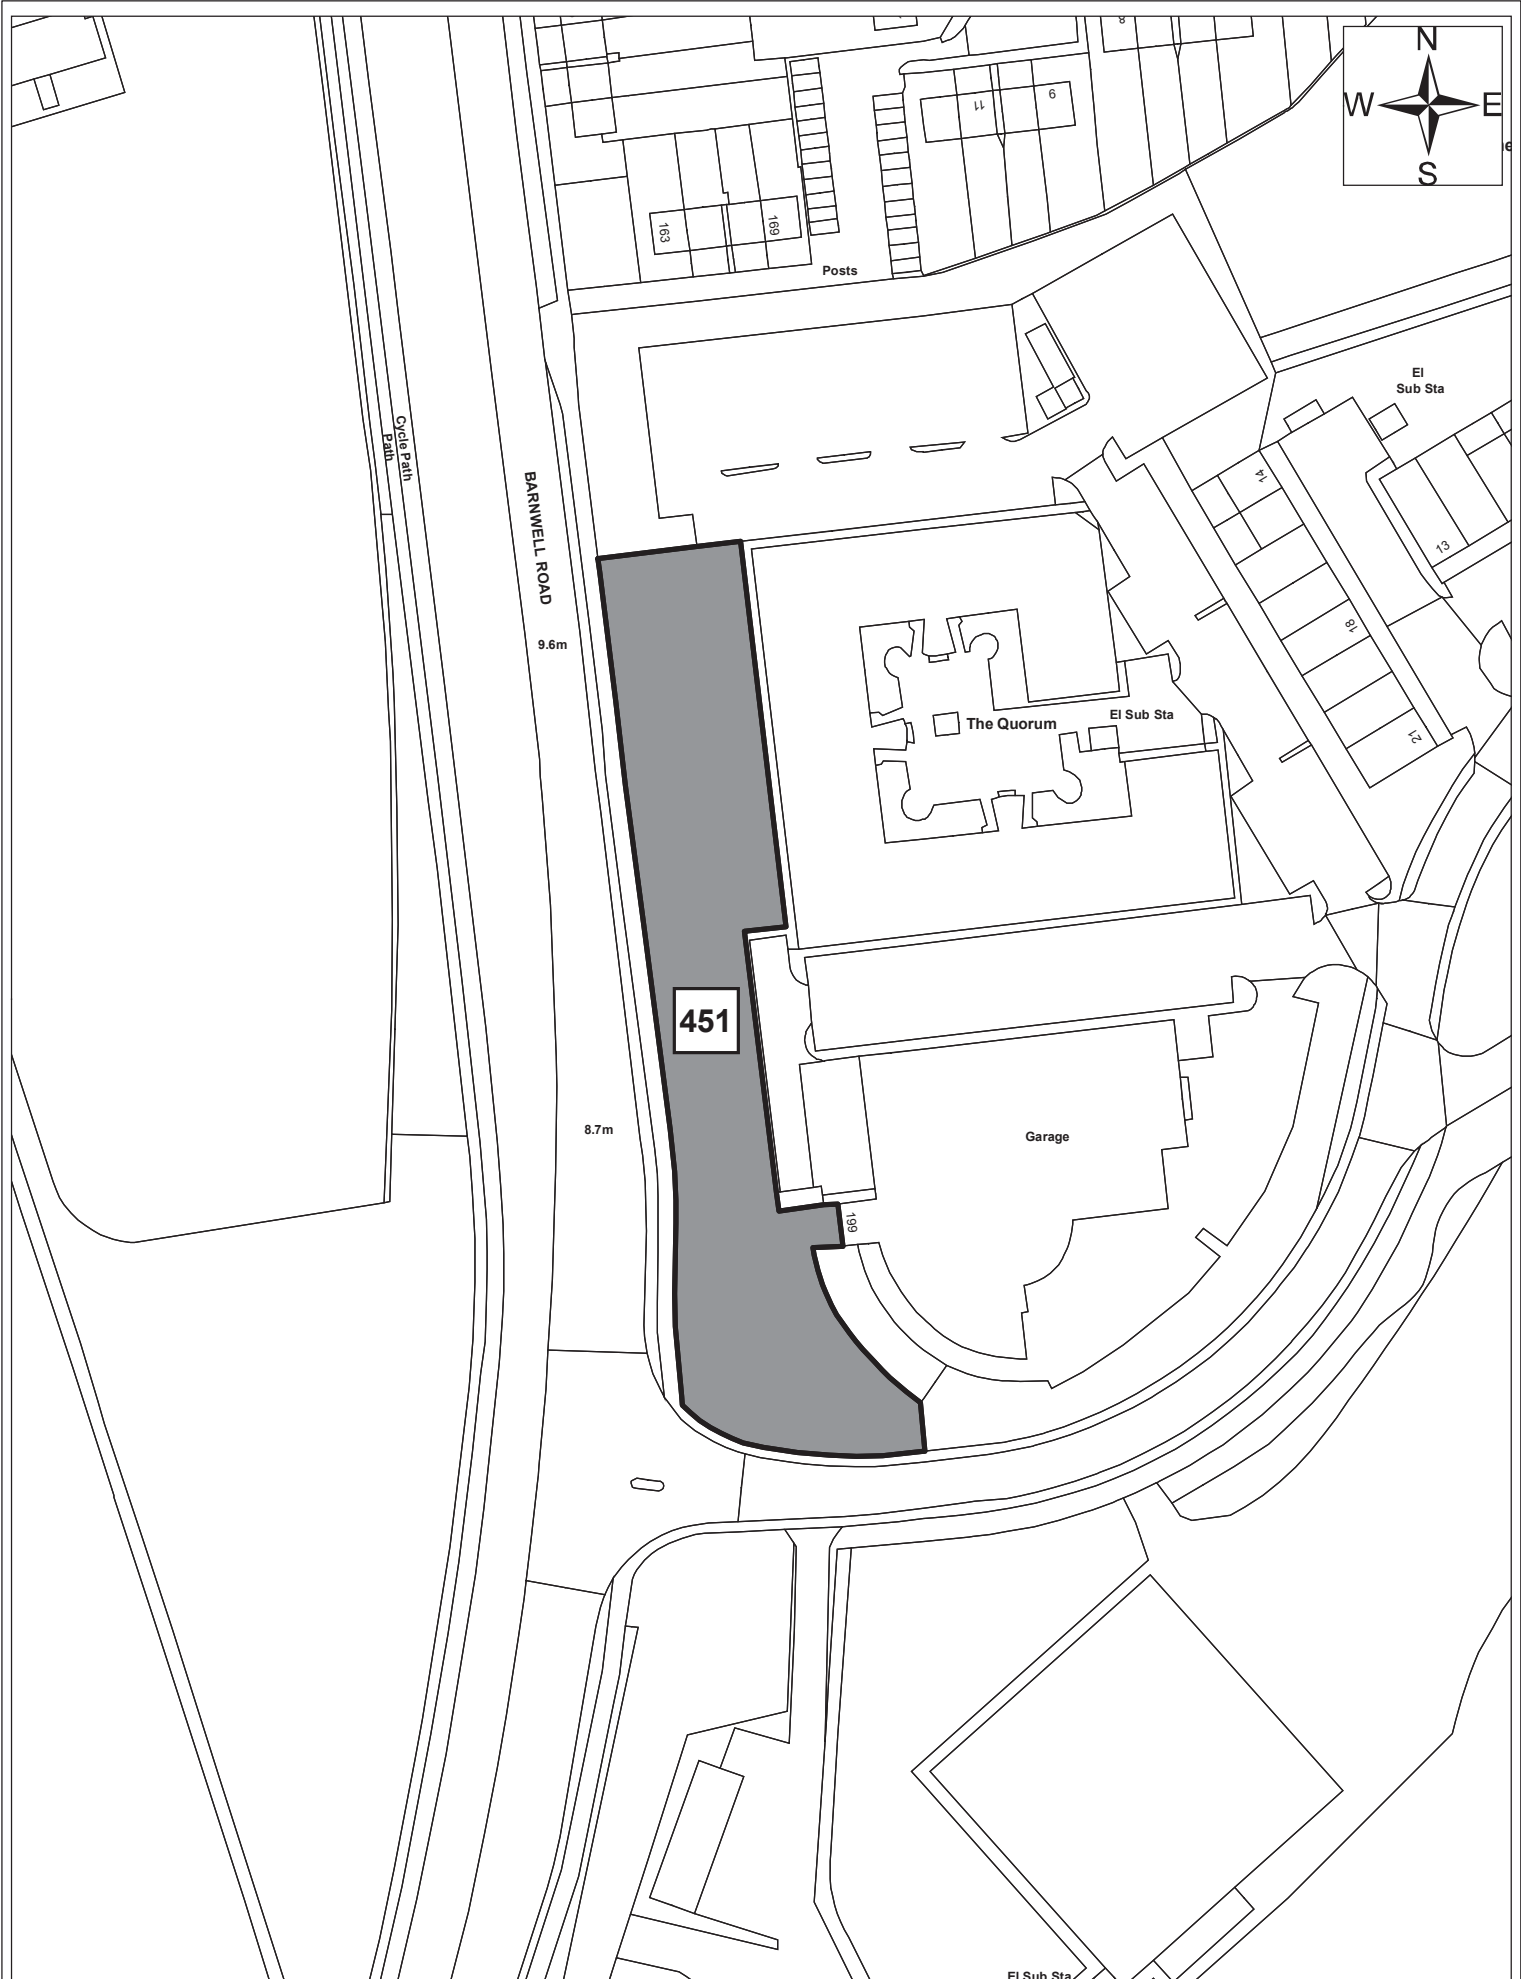 N
W E
S
8
11
9
163
169
Posts
El
Sub Sta
Cycle Path
Path
BARNWELL ROAD
14
13
18
9.6m
El Sub Sta
The Quorum
21
451
8.7m
Garage
199
El Sub Sta